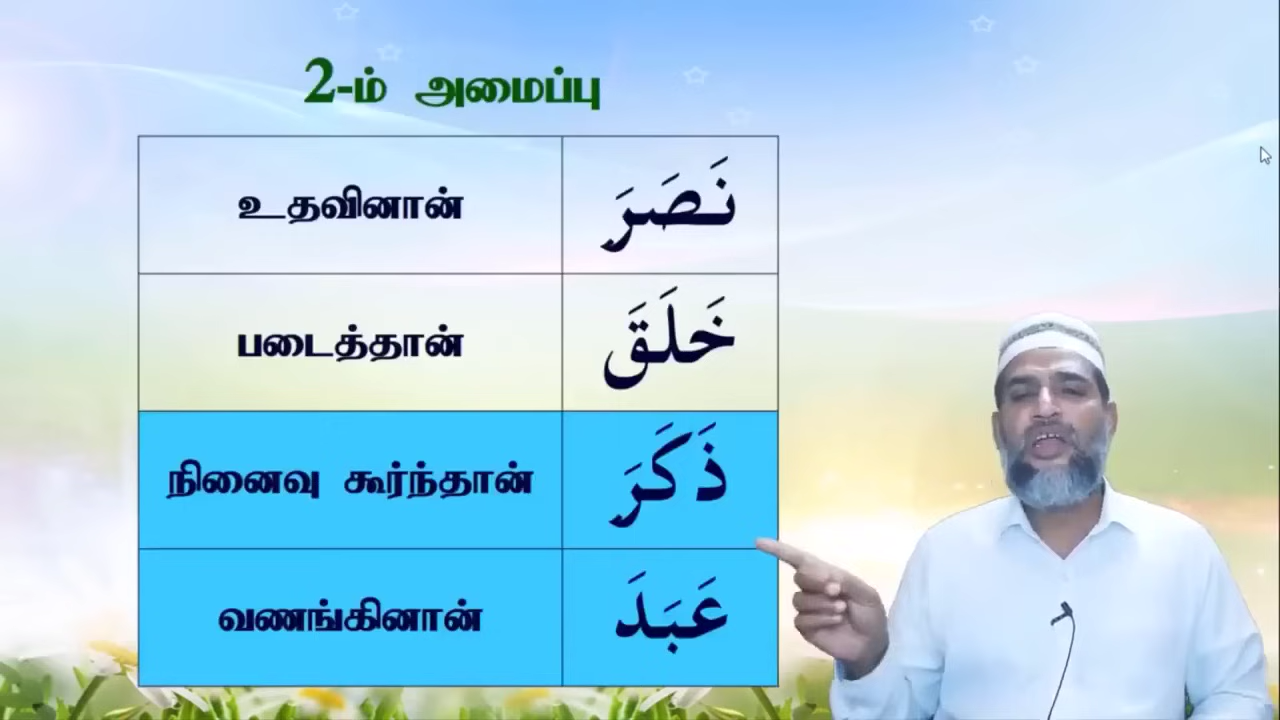 2-ம் அமைப்பு
உதவினான் نَصَرَ
படைத்தான் خَلَقَ
நினைவு கூர்ந்தான் ذَكَرَ
வணங்கினான் عَبَدَ